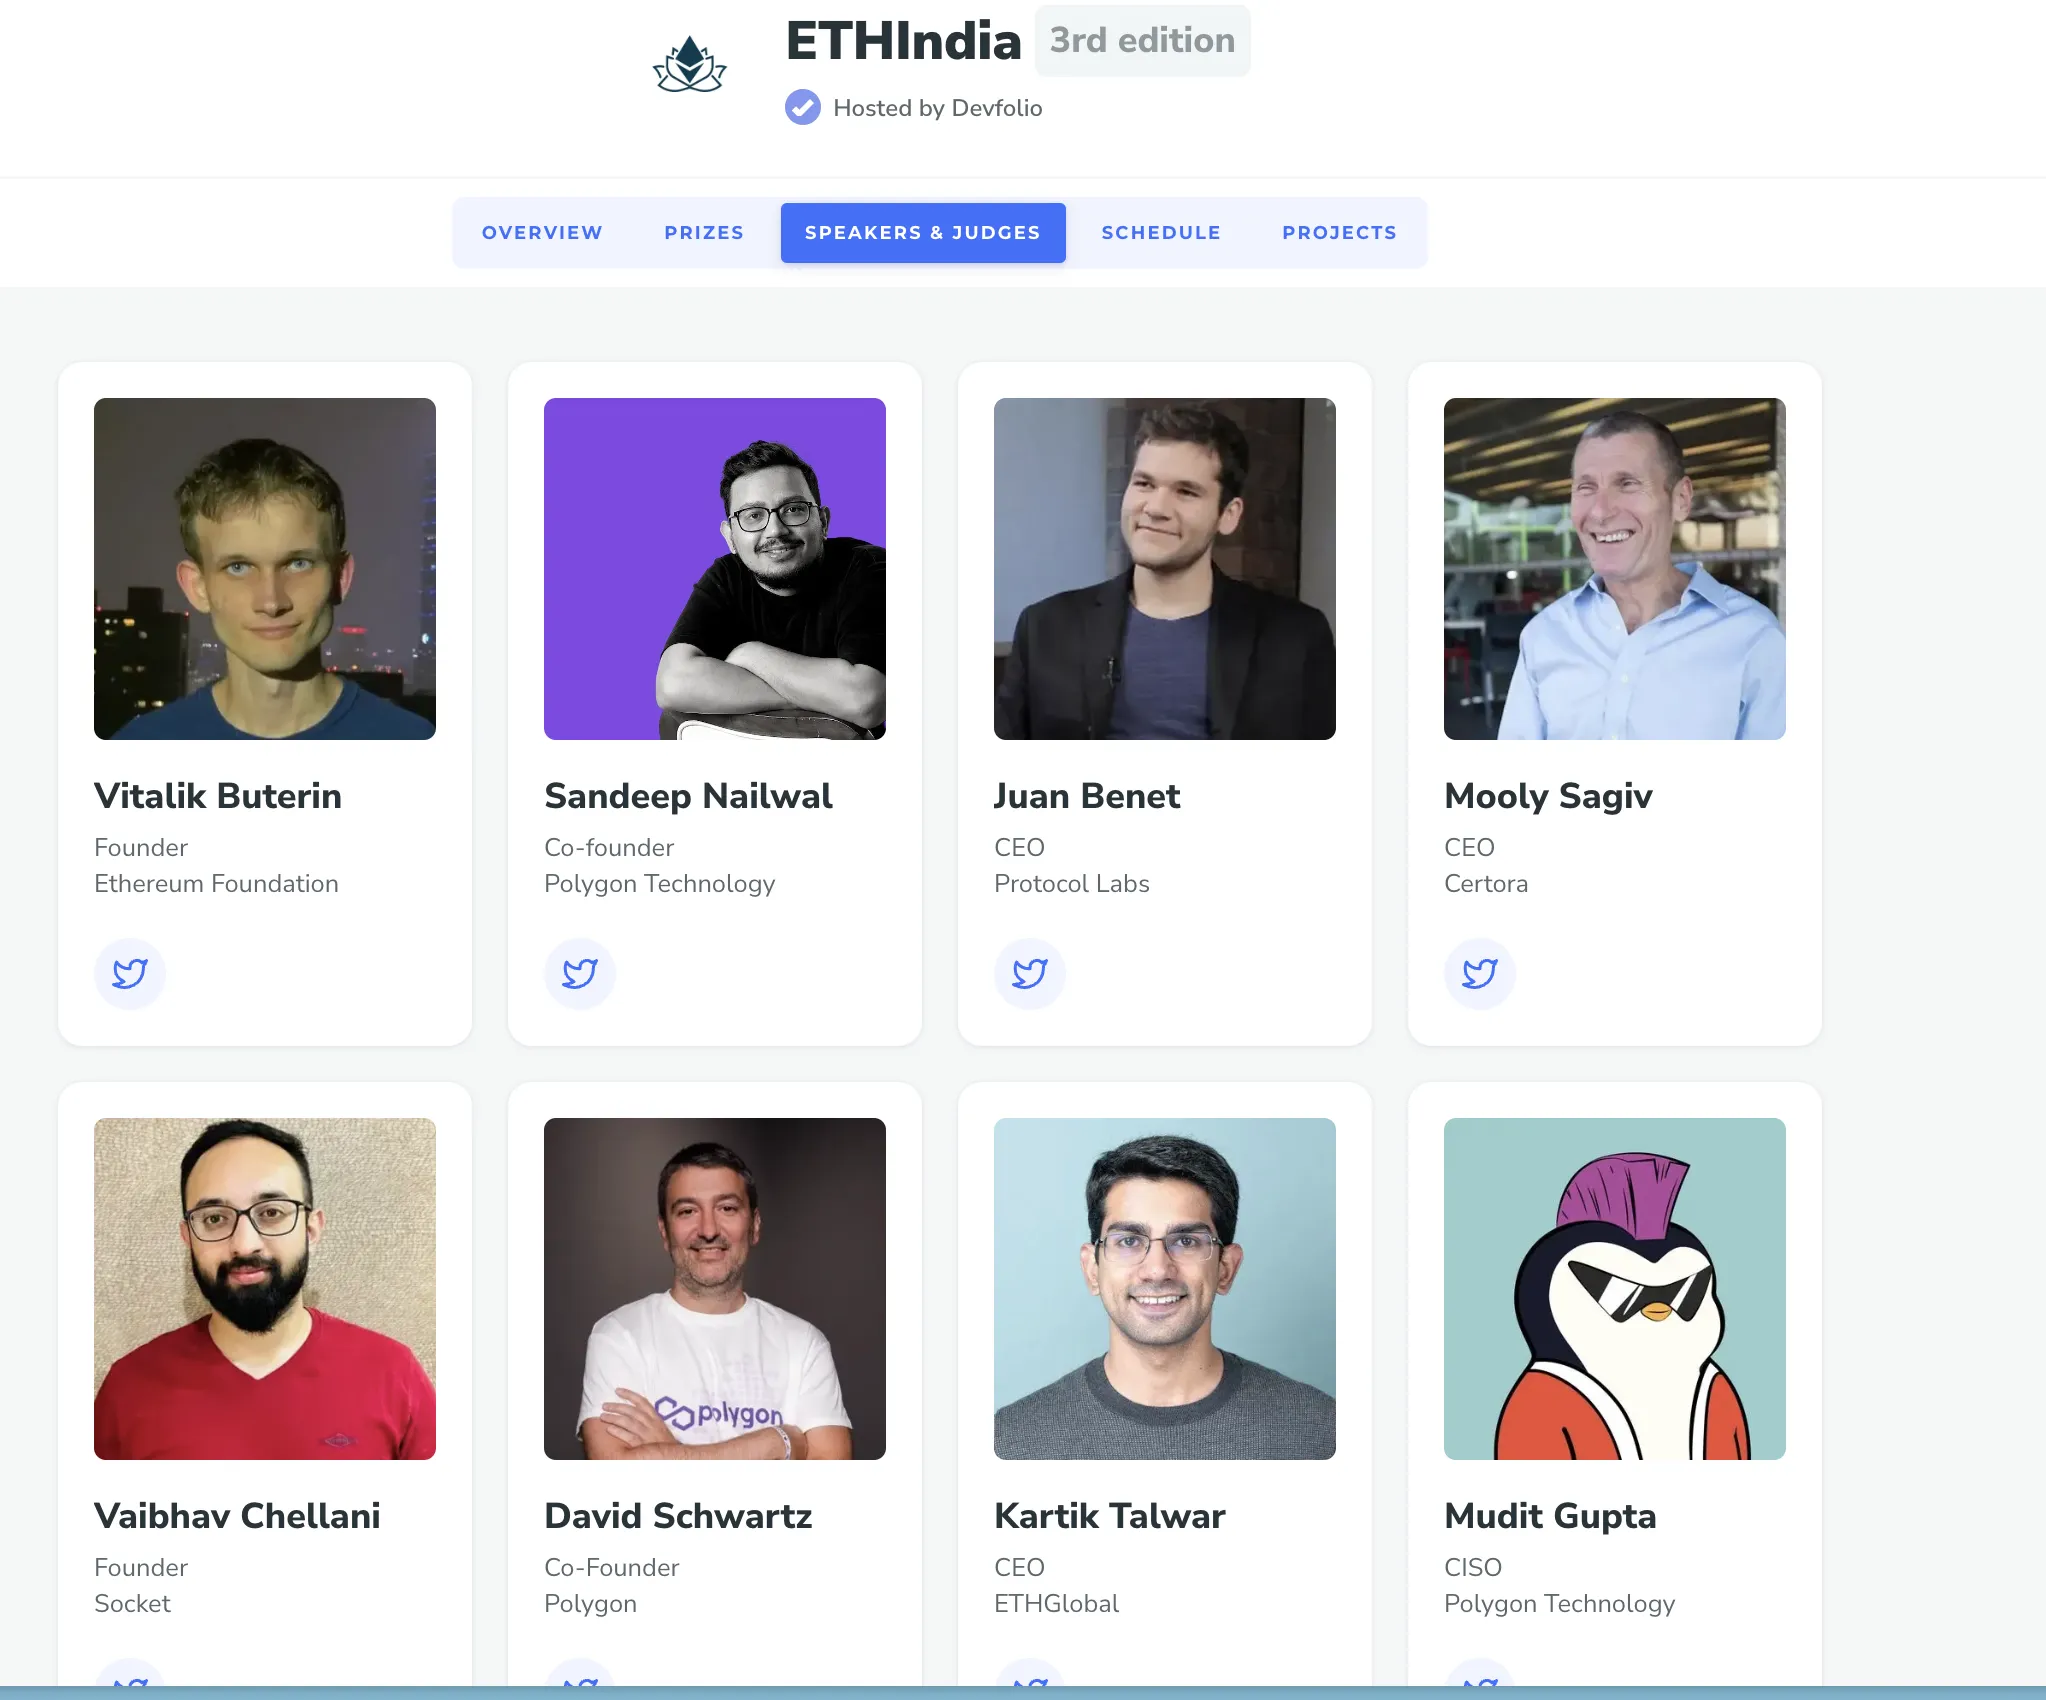 ETHIndia 3rd edition
Hosted by Devfolio
OVERVIEW PRIZES SPEAKERS & JUDGES SCHEDULE PROJECTS
Vitalik Buterin
Founder
Ethereum Foundation
Sandeep Nailwal
Co-founder
Polygon Technology
Juan Benet
CEO
Protocol Labs
Mooly Sagiv
CEO
Certora
polygon
Vaibhav Chellani
Founder
Socket
David Schwartz
Co-Founder
Polygon
Kartik Talwar
CEO
ETHGlobal
Mudit Gupta
CISO
Polygon Technology